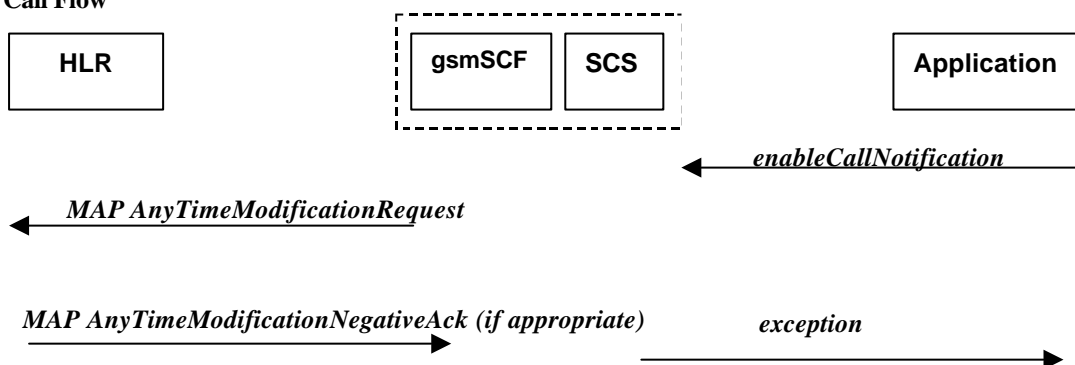 Call Flow
HLR
gsmSCF
SCS
Application
enableCallNotification
MAP AnyTimeModificationRequest
MAP AnyTimeModificationNegativeAck (if appropriate)
exception